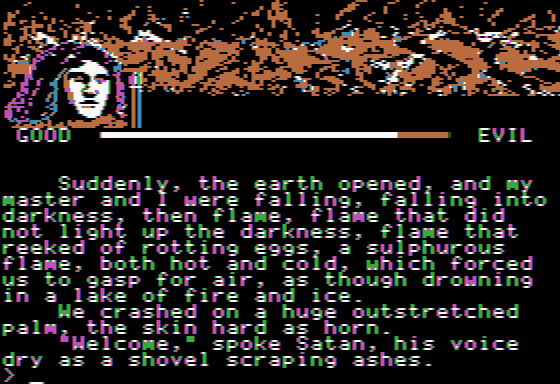 GOOD EVIL
Suddenly, the earth opened, and my
master and I were falling, falling into
darkness, then flame, flame that did
not light up the darkness, flame that
reeked of rotting eggs, a sulphurous
flame, both hot and cold, which forced
us to gasp for air, as though drowning
in a lake of fire and ice.
We crashed on a huge outstretched
palm, the skin hard as horn.
"Welcome," spoke Satan, his voice
dry as a shovel scraping ashes.
> _